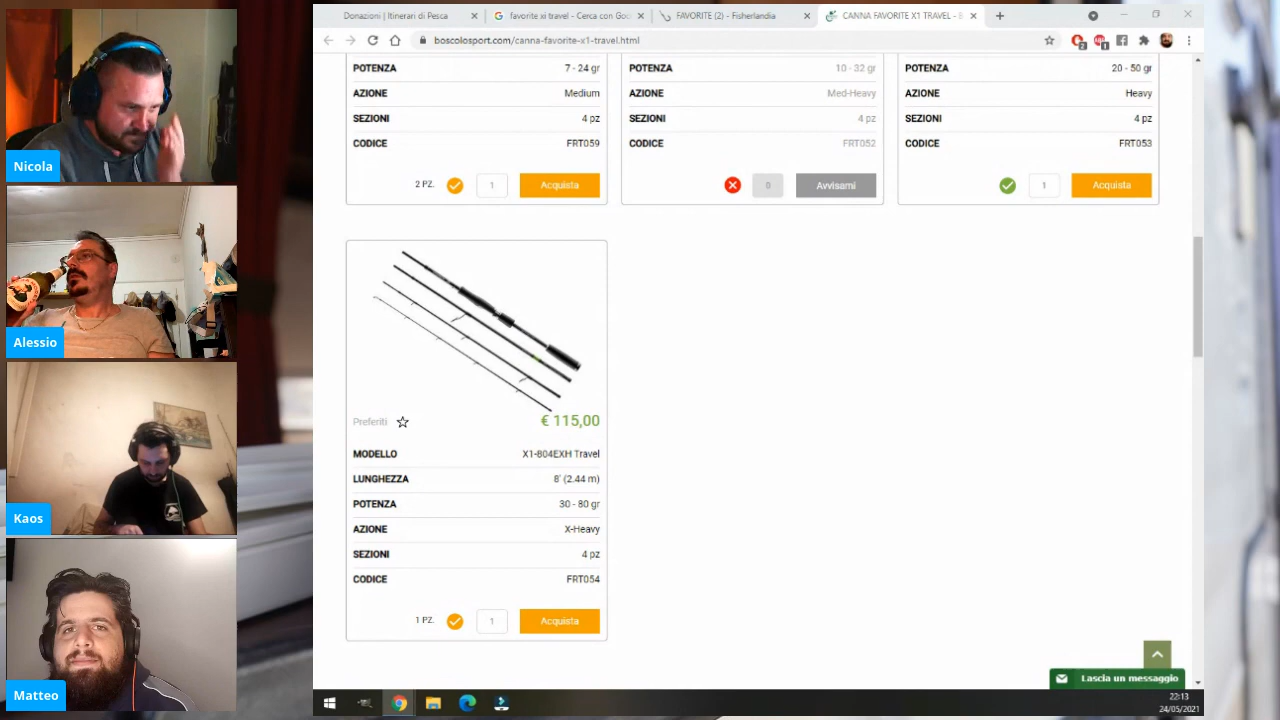 Nicola
Alessio
Kaos
Matteo
Donazioni | Itinerari di Pesca
favorite xi travel - Cerca con Goo
FAVORITE (2) - Fisherlandia
CANNA FAVORITE X1 TRAVEL - B
boscolosport.com/canna-favorite-x1-travel.html
POTENZA 7 - 24 gr
AZIONE Medium
SEZIONI 4 pz
CODICE FRT059
2 PZ. 1 Acquista
POTENZA 10 - 32 gr
AZIONE Med-Heavy
SEZIONI 4 pz
CODICE FRT052
0 Avvisami
POTENZA 20 - 50 gr
AZIONE Heavy
SEZIONI 4 pz
CODICE FRT053
1 Acquista
Preferiti € 115,00
MODELLO X1-804EXH Travel
LUNGHEZZA 8' (2.44 m)
POTENZA 30 - 80 gr
AZIONE X-Heavy
SEZIONI 4 pz
CODICE FRT054
1 PZ. 1 Acquista
Lascia un messaggio
22:13
24/05/2021